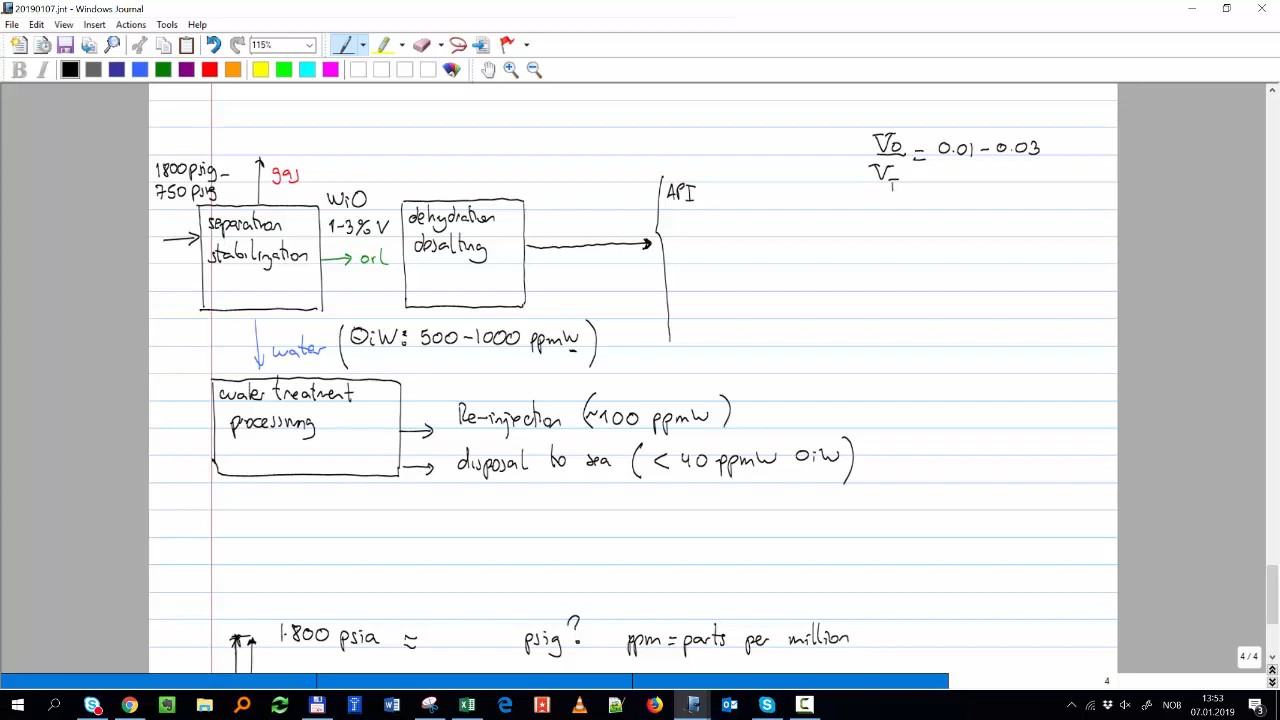 20190107.jnt - Windows Journal
File Edit View Insert Actions Tools Help
115%
B I
V̅o = 0.01 - 0.03
V̅T
1800 psig -
750 psig
gas
WiO
1-3% V
API
separation
stabilization
oil
dehydration
desalting
water
(OiW: 500-1000 ppmw)
water treatment
processing
Re-injection (~100 ppmW)
disposal to sea (< 40 ppmW OiW)
1.800 psia ≈ psig? ppm = parts per million
4/4
4
W X T
NOB
13:53
07.01.2019
3